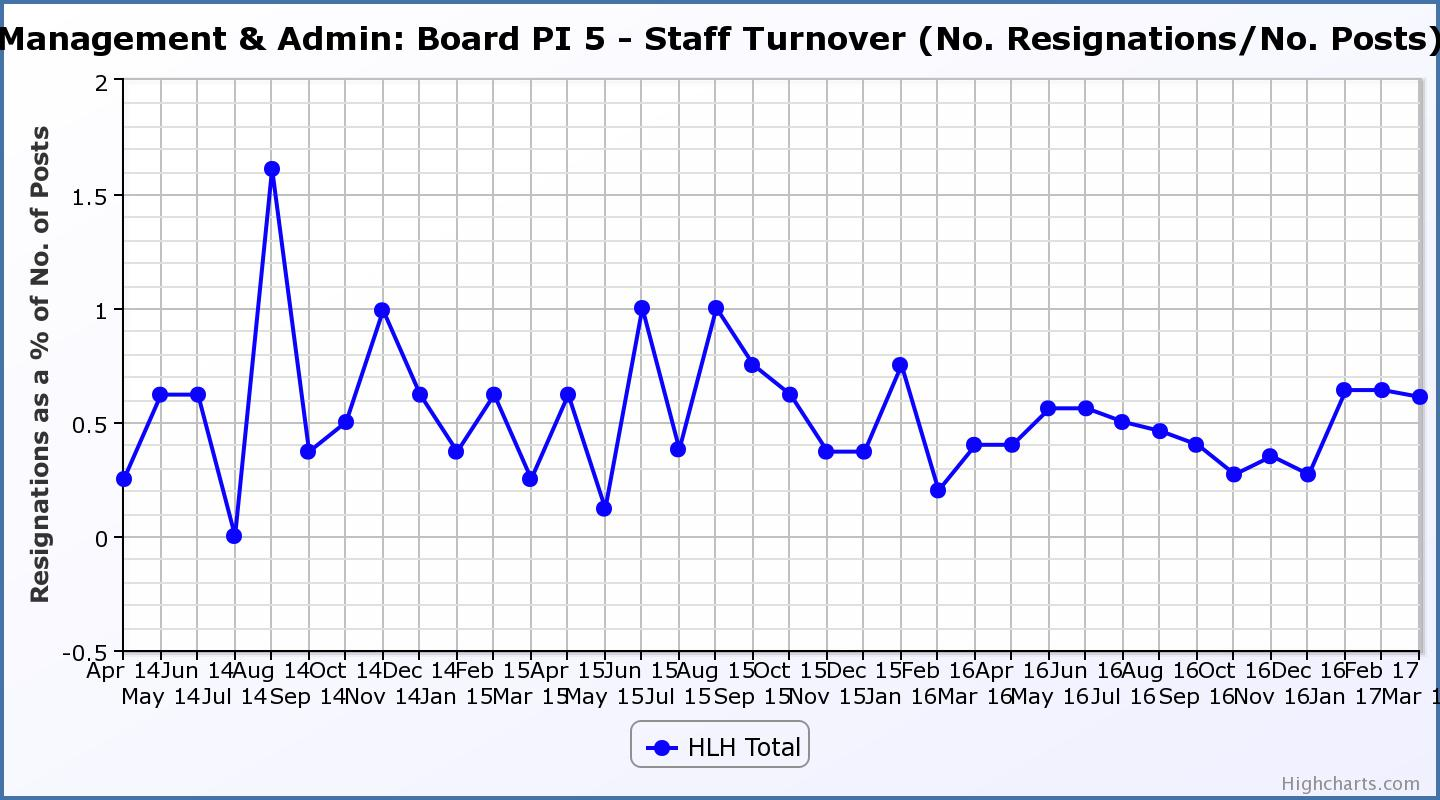 Management & Admin: Board PI 5 - Staff Turnover (No. Resignations/No. Posts)
Resignations as a % of No. of Posts
2
1.5
1
0.5
0
-0.5
Apr 14 Jun 14 Aug 14 Oct 14 Dec 14 Feb 15 Apr 15 Jun 15 Aug 15 Oct 15 Dec 15 Feb 16 Apr 16 Jun 16 Aug 16 Oct 16 Dec 16 Feb 17
May 14 Jul 14 Sep 14 Nov 14 Jan 15 Mar 15 May 15 Jul 15 Sep 15 Nov 15 Jan 16 Mar 16 May 16 Jul 16 Sep 16 Nov 16 Jan 17 Mar 1
HLH Total
Highcharts.com